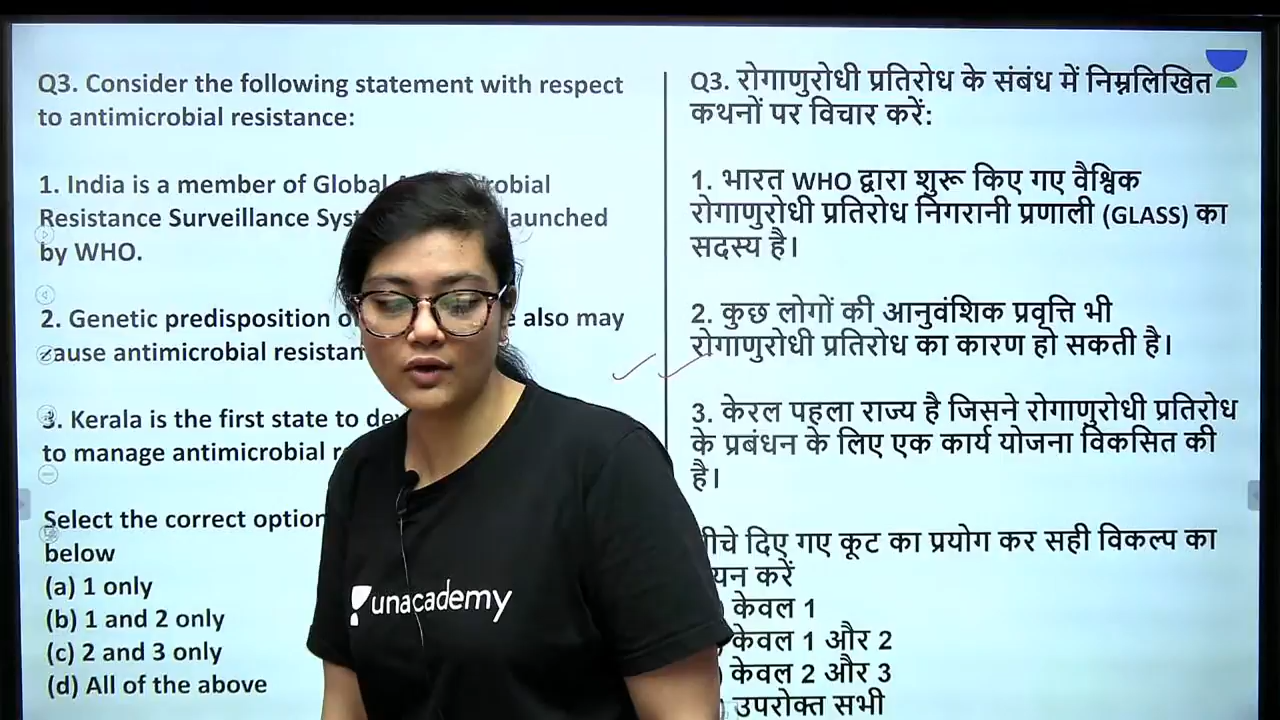 Q3. Consider the following statement with respect
to antimicrobial resistance:
1. India is a member of Global
Resistance Surveillance launched
by WHO.
2. Genetic predisposition also may
cause antimicrobial
3. Kerala is the first state to
to manage antimicrobial
Select the correct option
below
(a) 1 only
(b) 1 and 2 only
(c) 2 and 3 only
(d) All of the above
Q3. रोगाणुरोधी प्रतिरोध के संबंध में निम्नलिखित
कथनों पर विचार करें:
1. भारत WHO द्वारा शुरू किए गए वैश्विक
रोगाणुरोधी प्रतिरोध निगरानी प्रणाली (GLASS) का
सदस्य है।
2. कुछ लोगों की आनुवंशिक प्रवृत्ति भी
रोगाणुरोधी प्रतिरोध का कारण हो सकती है।
3. केरल पहला राज्य है जिसने रोगाणुरोधी प्रतिरोध
के प्रबंधन के लिए एक कार्य योजना विकसित की
है।
दिए गए कूट का प्रयोग कर सही विकल्प का
करें
केवल 1
केवल 1 और 2
केवल 2 और 3
उपरोक्त सभी
unacademy